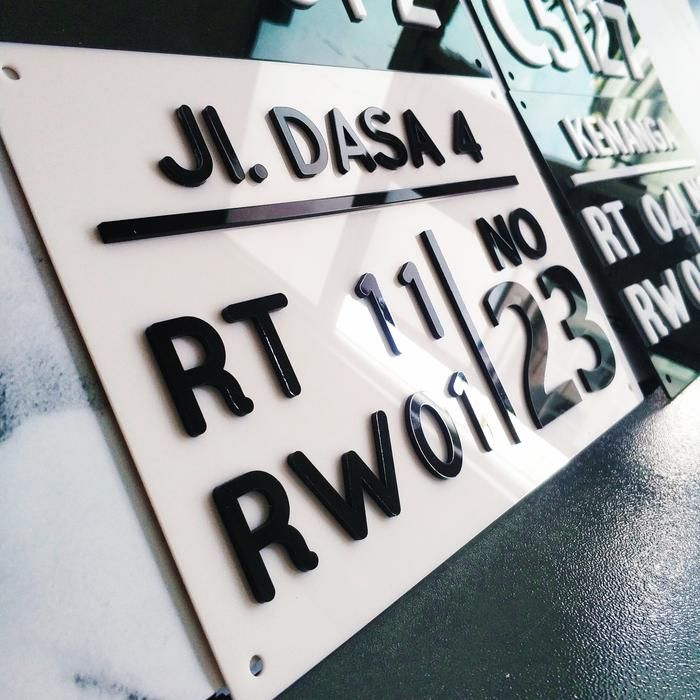 Jl. DASA 4
RT 11
RW 01
NO
23
KENANGA
RT 04
RW